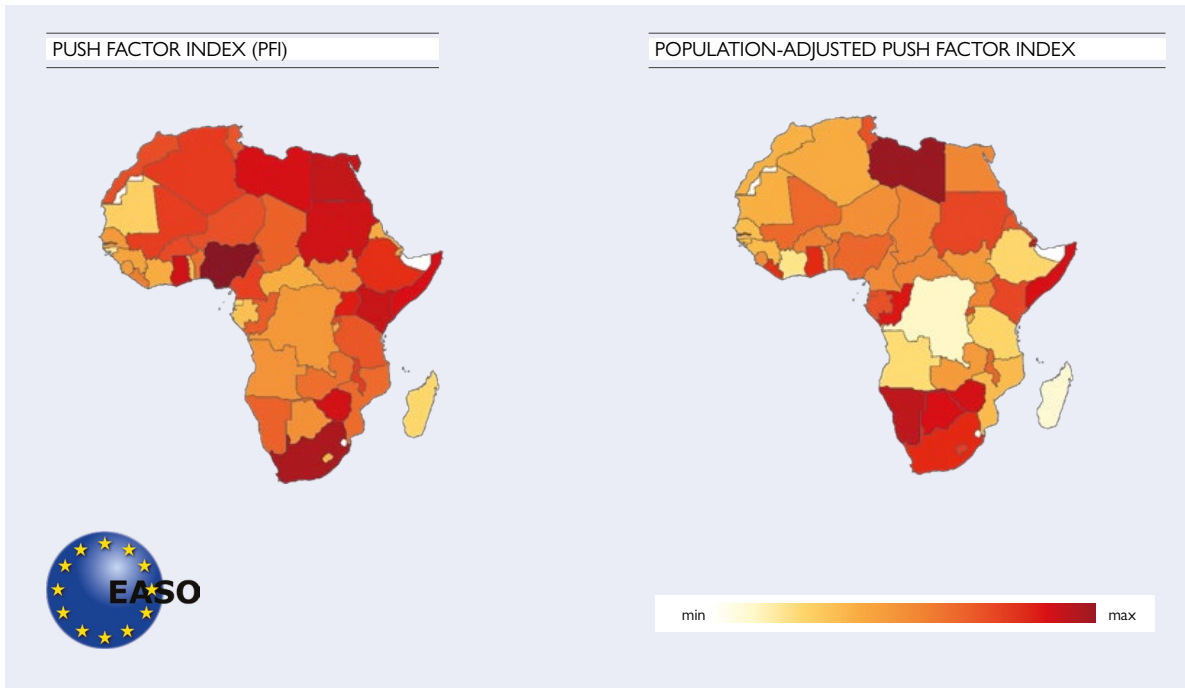 PUSH FACTOR INDEX (PFI)
POPULATION-ADJUSTED PUSH FACTOR INDEX
EASO
min
max